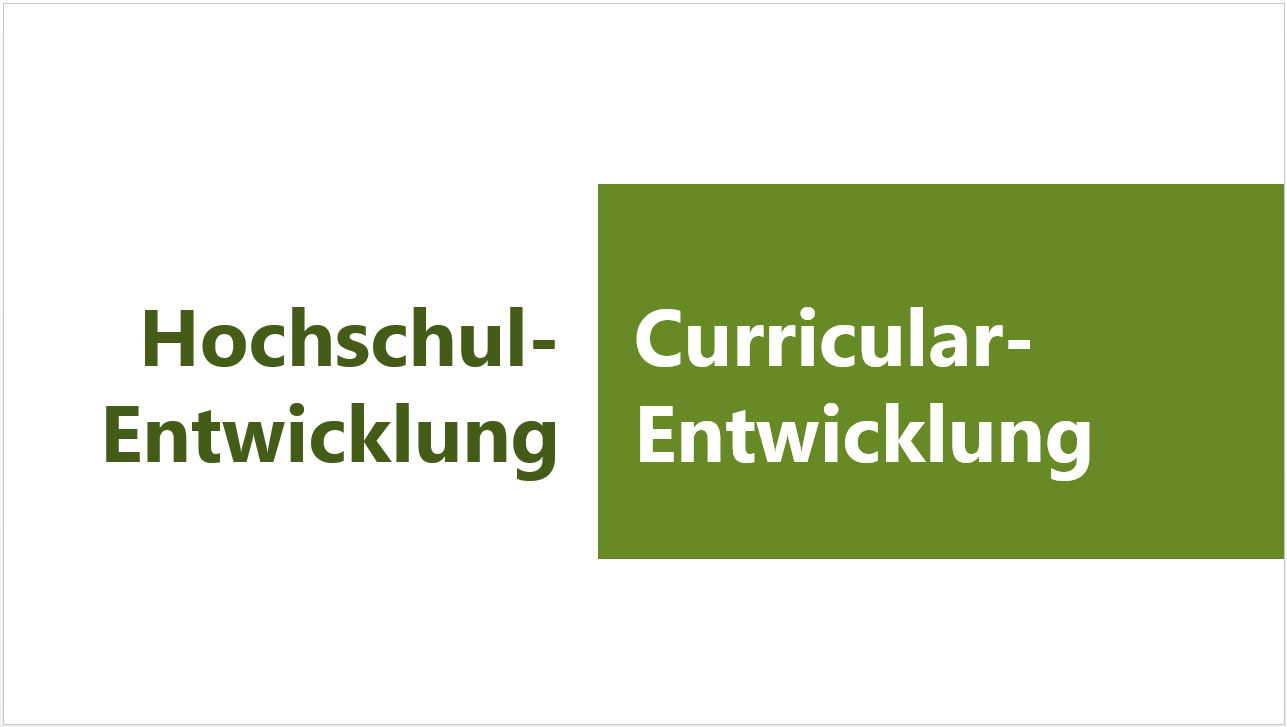 Hochschul-
Entwicklung
Curricular-
Entwicklung